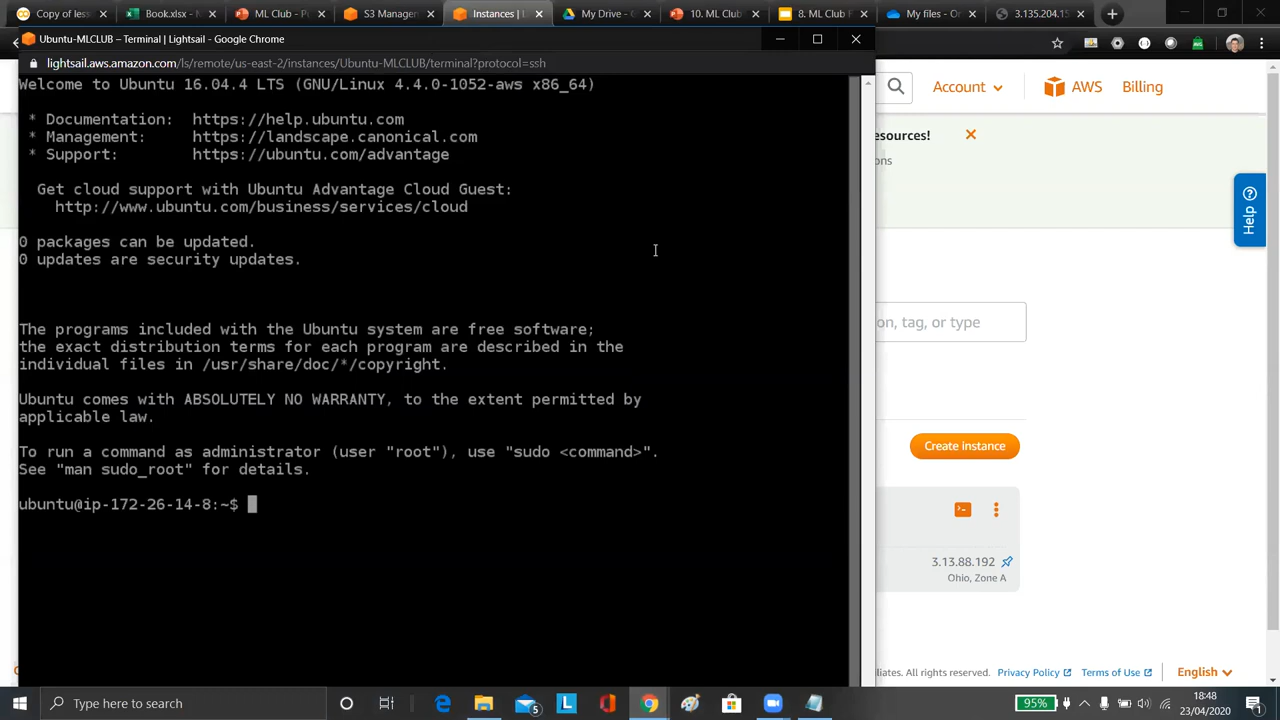 Copy of less
Book.xlsx - M
ML Club - Pu
S3 Managem
Instances | L
My Drive - G
10. ML Club
8. ML Club
My files - On
3.135.204.15
Ubuntu-MLCLUB – Terminal | Lightsail - Google Chrome
lightsail.aws.amazon.com/ls/remote/us-east-2/instances/Ubuntu-MLCLUB/terminal?protocol=ssh
Welcome to Ubuntu 16.04.4 LTS (GNU/Linux 4.4.0-1052-aws x86_64)
* Documentation: https://help.ubuntu.com
* Management: https://landscape.canonical.com
* Support: https://ubuntu.com/advantage
Get cloud support with Ubuntu Advantage Cloud Guest:
http://www.ubuntu.com/business/services/cloud
0 packages can be updated.
0 updates are security updates.
The programs included with the Ubuntu system are free software;
the exact distribution terms for each program are described in the
individual files in /usr/share/doc/*/copyright.
Ubuntu comes with ABSOLUTELY NO WARRANTY, to the extent permitted by
applicable law.
To run a command as administrator (user "root"), use "sudo <command>".
See "man sudo_root" for details.
ubuntu@ip-172-26-14-8:~$
Account
AWS
Billing
esources!
ons
Help
on, tag, or type
Create instance
3.13.88.192
Ohio, Zone A
iliates. All rights reserved. Privacy Policy Terms of Use English
Type here to search
5
L
95%
18:48
23/04/2020
1